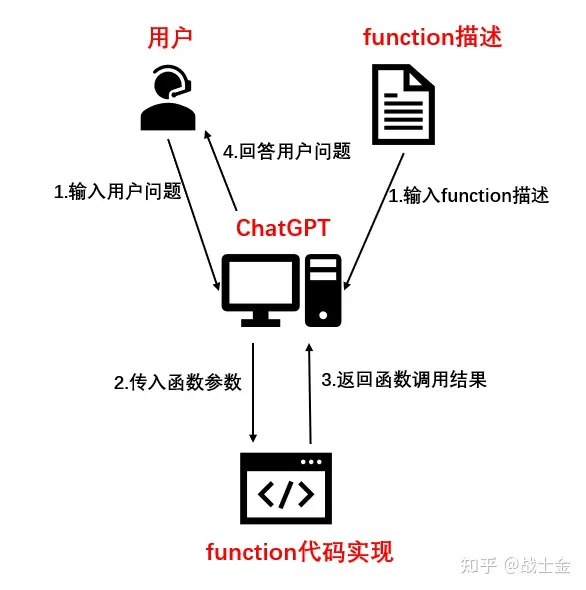 用户
function描述
4.回答用户问题
1.输入用户问题
1.输入function描述
ChatGPT
2.传入函数参数
3.返回函数调用结果
</>
function代码实现
知乎 @战士金